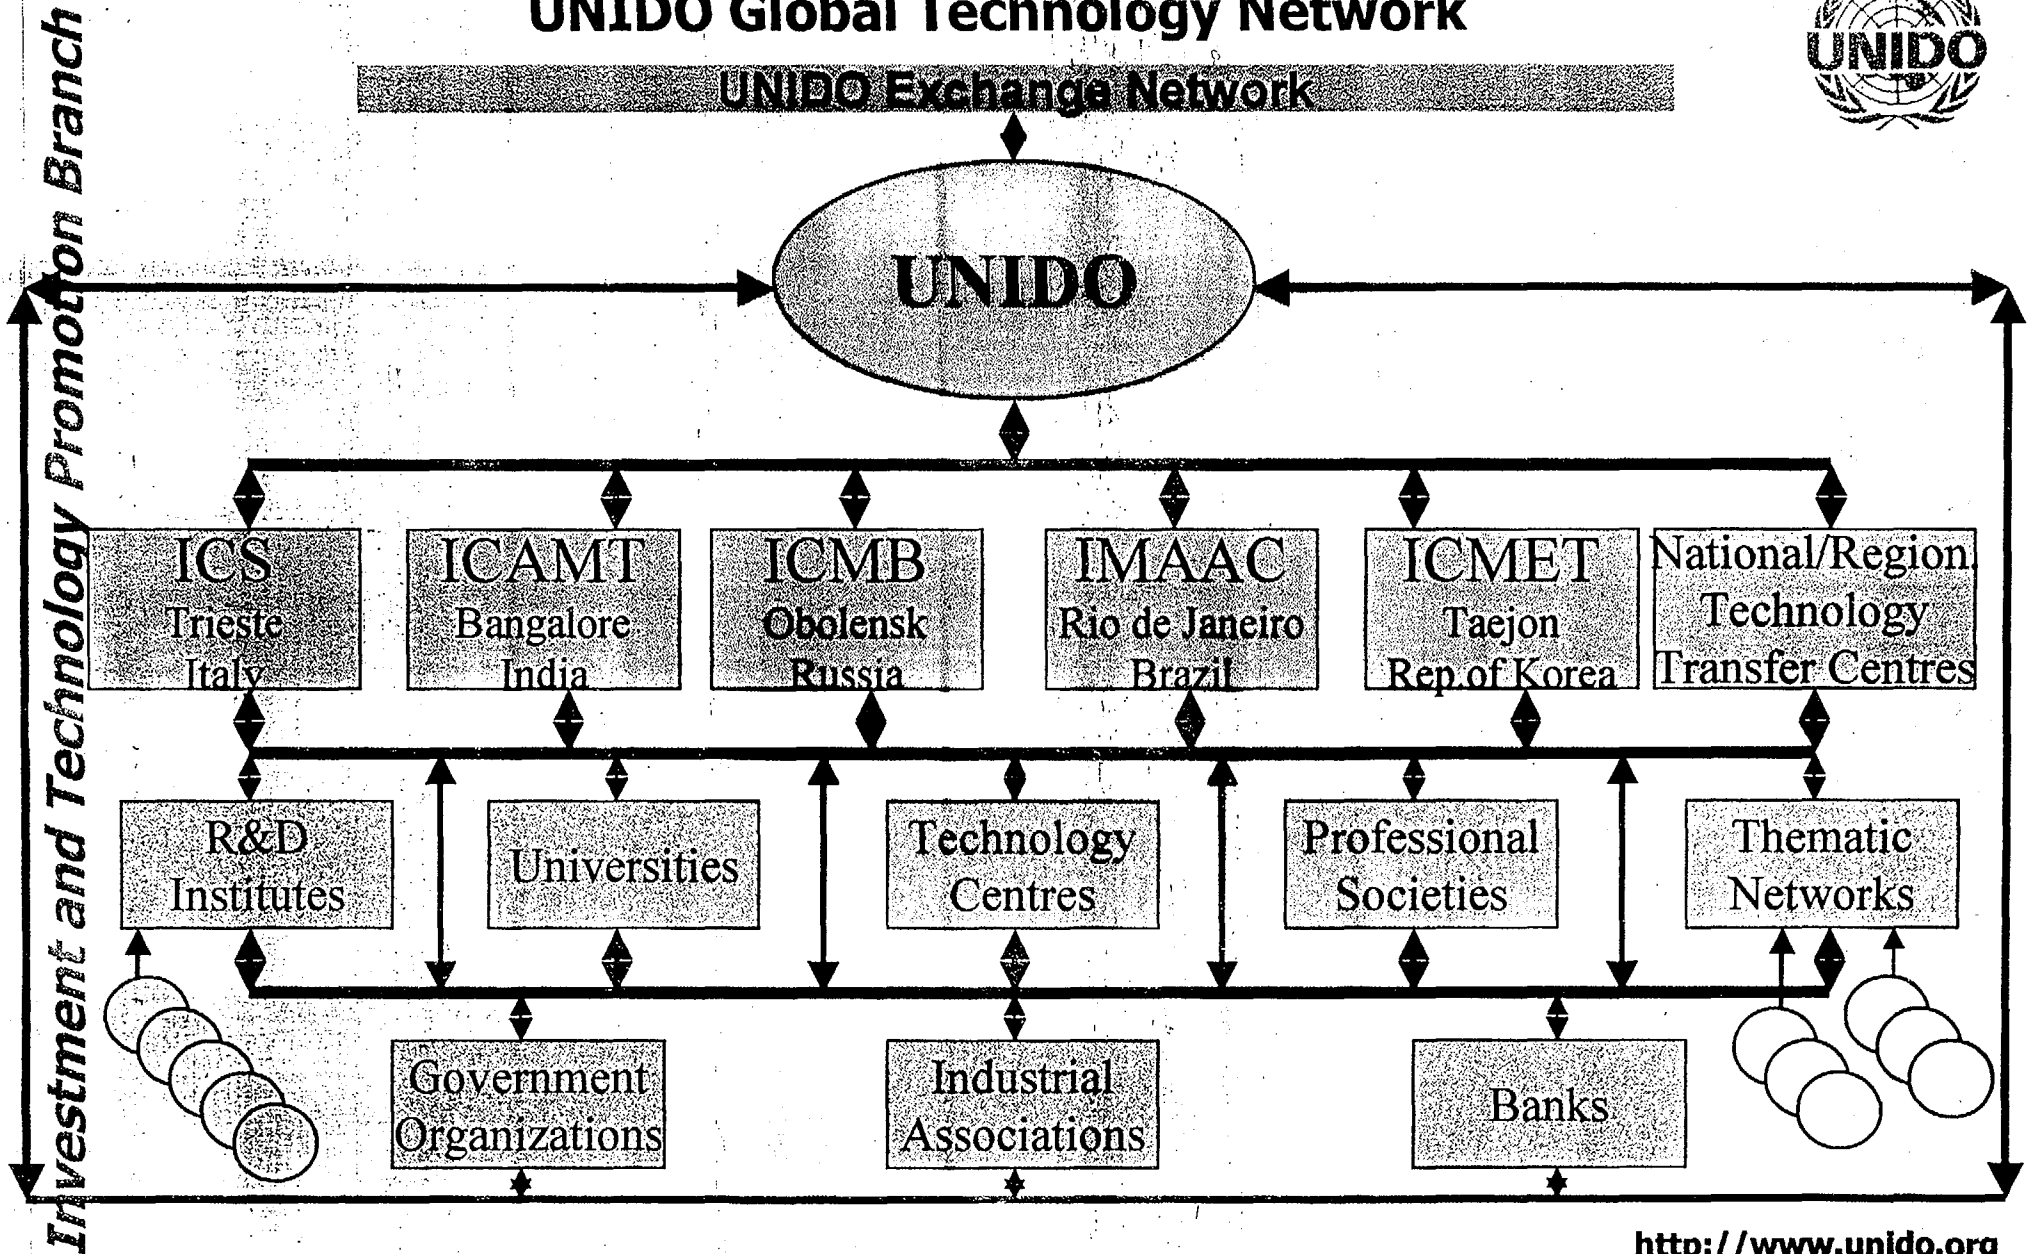 UNIDO Global Technology Network
UNIDO
UNIDO Exchange Network
Investment and Technology Promotion Branch
UNIDO
ICS
Trieste
Italy
ICAMT
Bangalore
India
ICMB
Obolensk
Russia
IMAAC
Rio de Janeiro
Brazil
ICMET
Taejon
Rep.of Korea
National/Region.
Technology
Transfer Centres
R&D
Institutes
Universities
Technology
Centres
Professional
Societies
Thematic
Networks
Government
Organizations
Industrial
Associations
Banks
http://www.unido.org